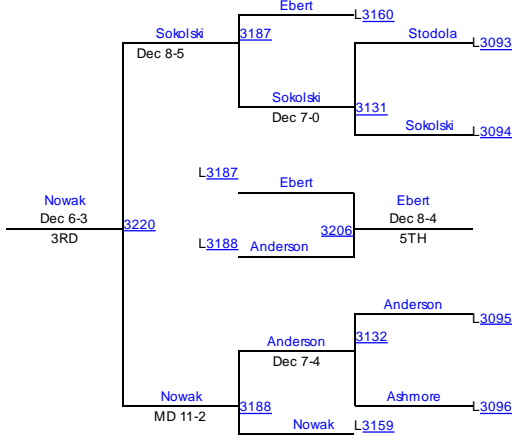 Ebert
L3160
Sokolski
3187
Stodola
L3093
Dec 8-5
Sokolski
3131
Dec 7-0
Sokolski
L3094
L3187
Ebert
Nowak
Ebert
Dec 6-3
3220
3206
Dec 8-4
3RD
5TH
L3188
Anderson
Anderson
L3095
Anderson
3132
Dec 7-4
Nowak
3188
Ashmore
L3096
MD 11-2
Nowak
L3159